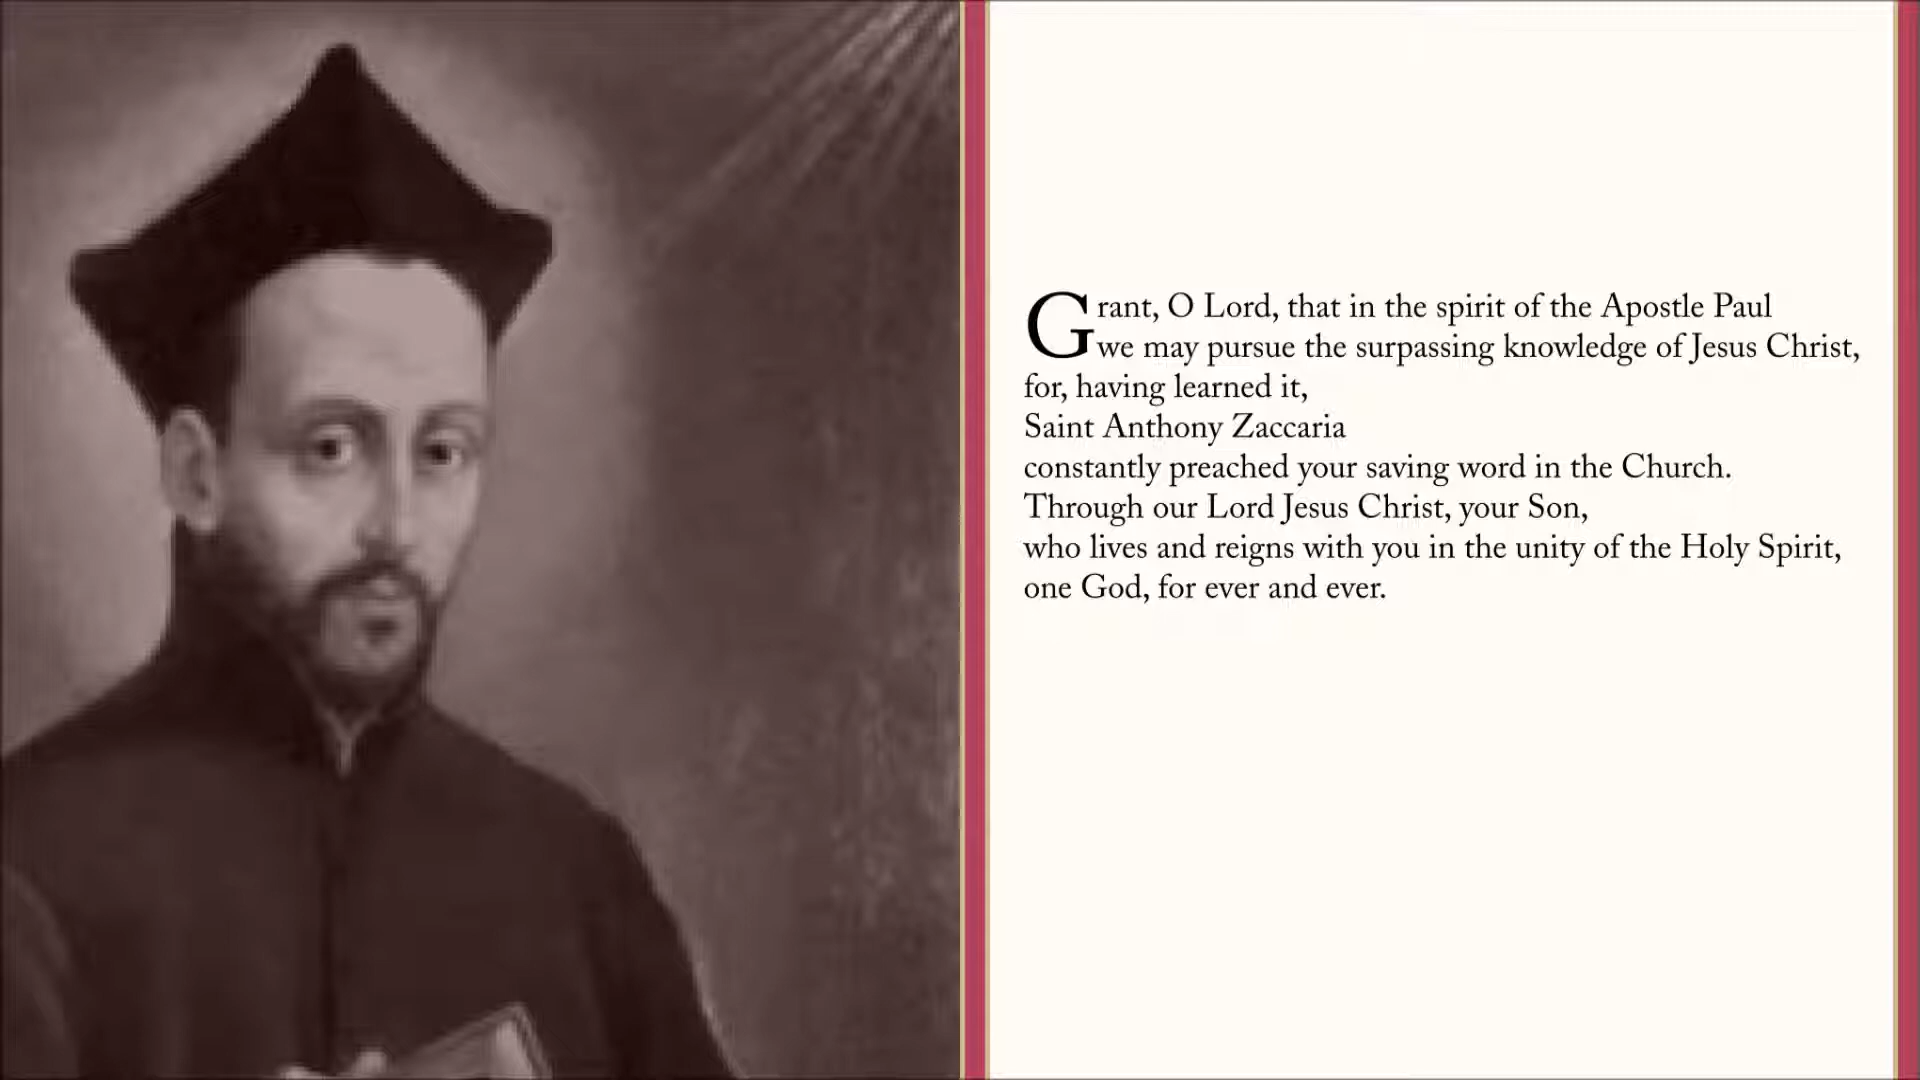 Grant, O Lord, that in the spirit of the Apostle Paul
we may pursue the surpassing knowledge of Jesus Christ,
for, having learned it,
Saint Anthony Zaccaria
constantly preached your saving word in the Church.
Through our Lord Jesus Christ, your Son,
who lives and reigns with you in the unity of the Holy Spirit,
one God, for ever and ever.